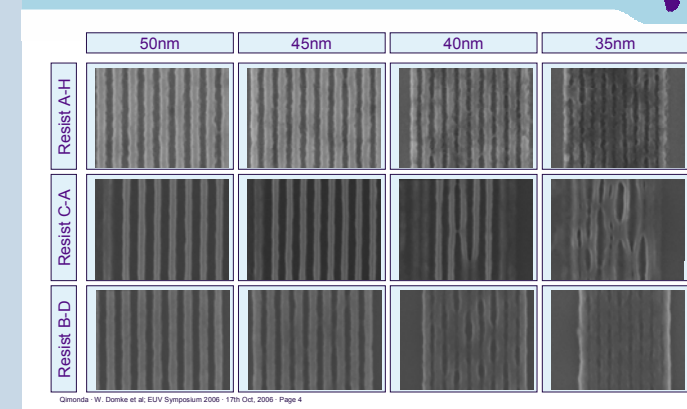 50nm 45nm 40nm 35nm
Resist A-H
Resist C-A
Resist B-D
Qimonda · W. Domke et al; EUV Symposium 2006 · 17th Oct, 2006 · Page 4